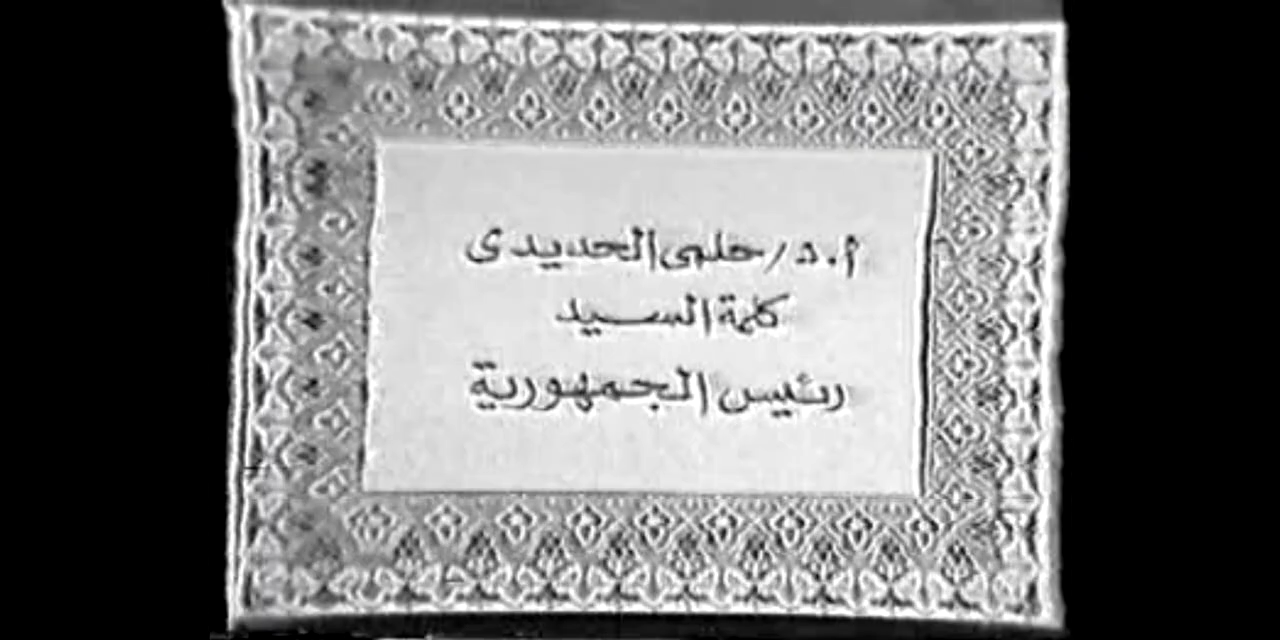 أ.د/ حلمى الحديدى
كلمة السيد
رئيس الجمهورية